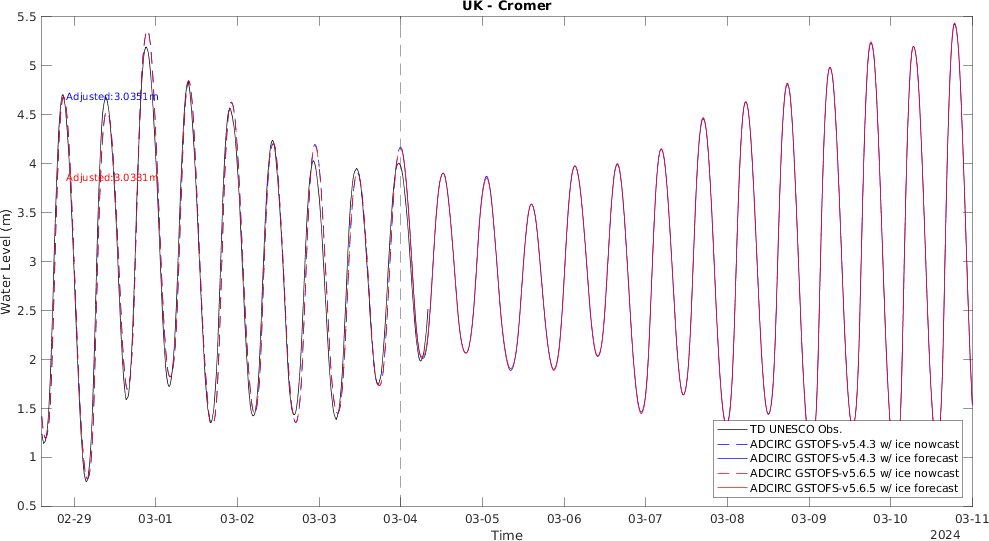 UK - Cromer
5.5
5
4.5
4
3.5
3
2.5
2
1.5
1
0.5
Water Level (m)
Adjusted:3.0351m
Adjusted:3.0381m
TD UNESCO Obs.
ADCIRC GSTOFS-v5.4.3 w/ ice nowcast
ADCIRC GSTOFS-v5.4.3 w/ ice forecast
ADCIRC GSTOFS-v5.6.5 w/ ice nowcast
ADCIRC GSTOFS-v5.6.5 w/ ice forecast
02-29 03-01 03-02 03-03 03-04 03-05 03-06 03-07 03-08 03-09 03-10 03-11
Time
2024